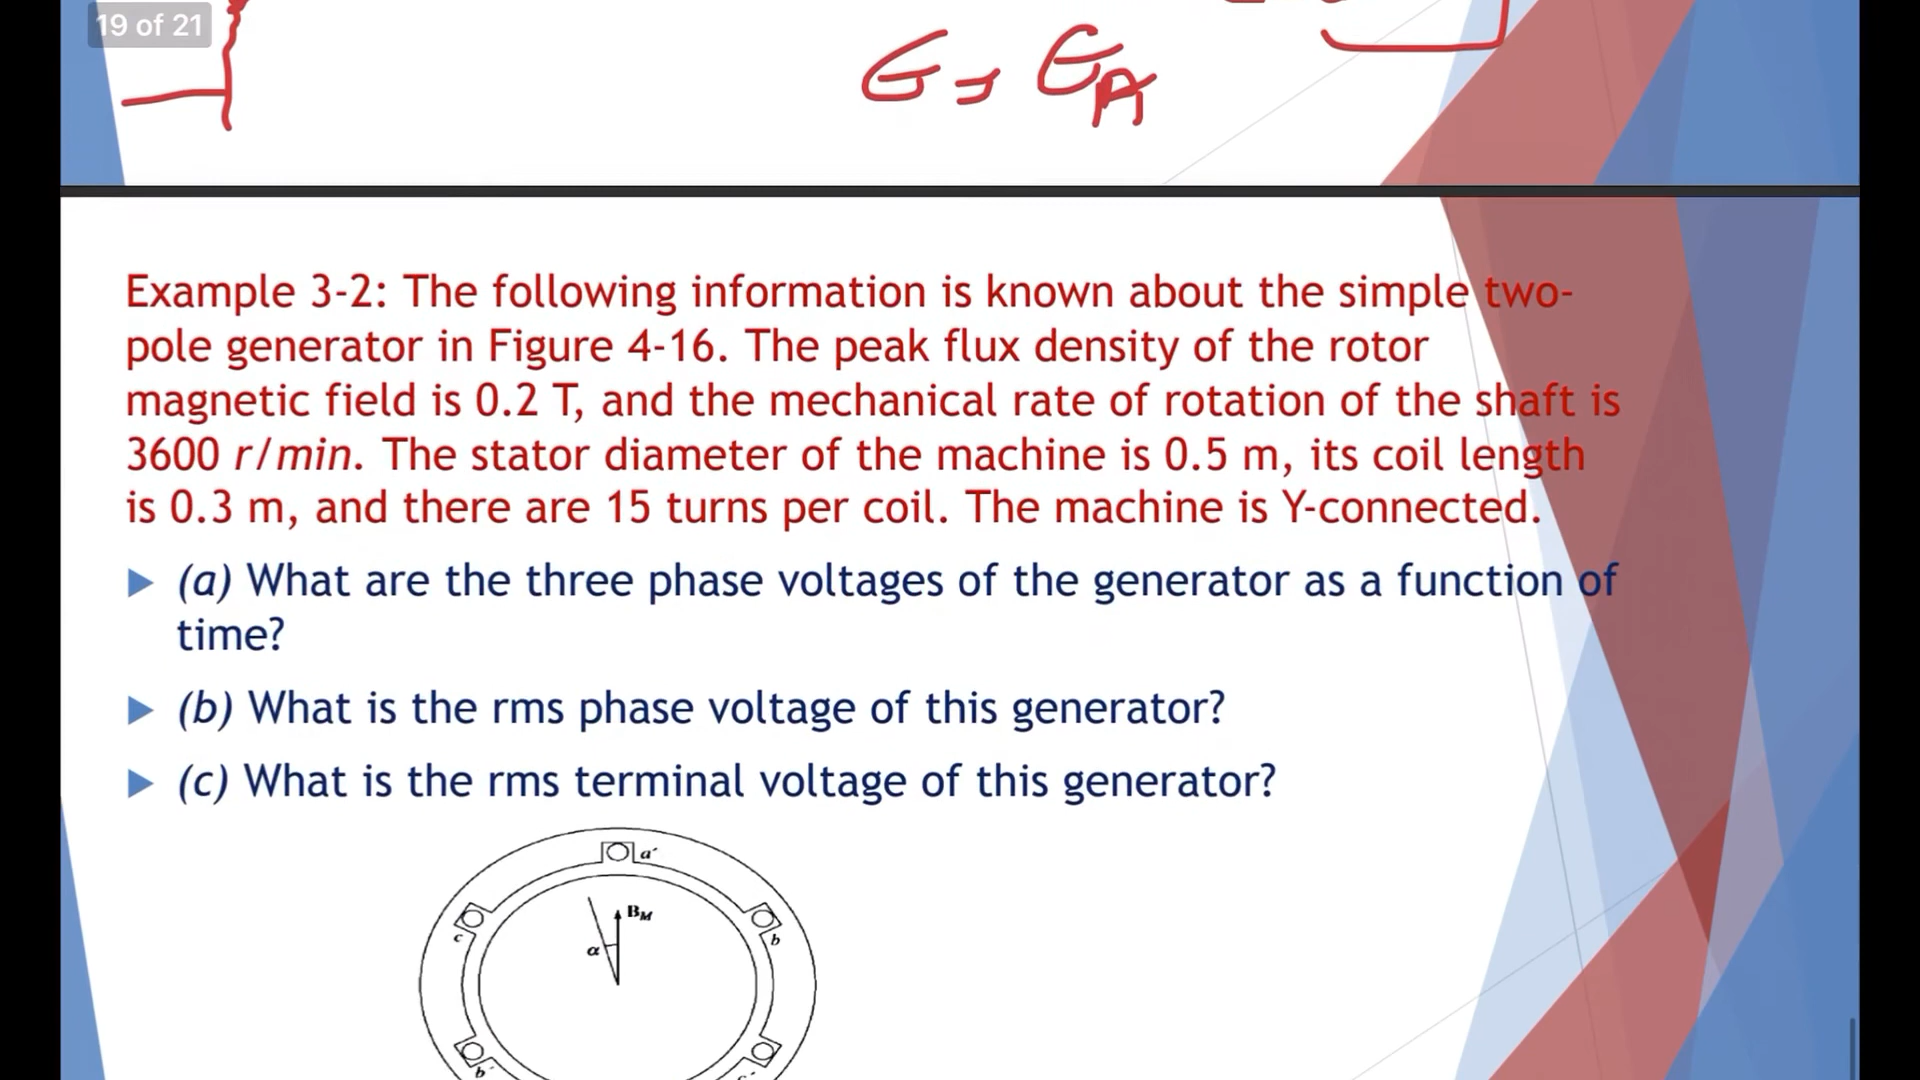 19 of 21
E = EA
Example 3-2: The following information is known about the simple two-
pole generator in Figure 4-16. The peak flux density of the rotor
magnetic field is 0.2 T, and the mechanical rate of rotation of the shaft is
3600 r/min. The stator diameter of the machine is 0.5 m, its coil length
is 0.3 m, and there are 15 turns per coil. The machine is Y-connected.
(a) What are the three phase voltages of the generator as a function of
time?
(b) What is the rms phase voltage of this generator?
(c) What is the rms terminal voltage of this generator?
a′
BM
c
b
α
b′
c′